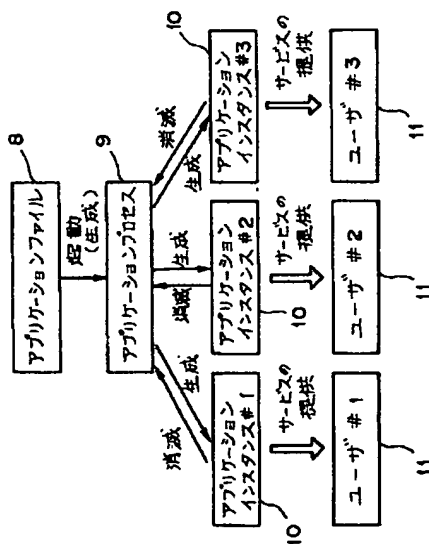 8
アプリケーションファイル
起動
(生成)
9
アプリケーションプロセス
消滅
生成
消滅
生成
消滅
生成
アプリケーション
インスタンス#1
10
アプリケーション
インスタンス#2
10
アプリケーション
インスタンス#3
10
サービスの
提供
サービスの
提供
サービスの
提供
ユーザ #1
11
ユーザ #2
11
ユーザ #3
11